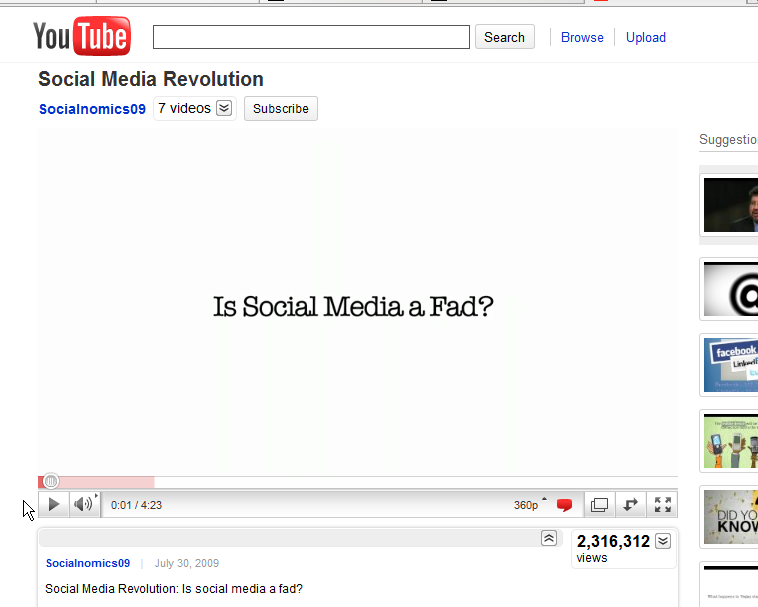 YouTube
Search
Browse
Upload
Social Media Revolution
Socialnomics09
7 videos
Subscribe
Is Social Media a Fad?
0:01 / 4:23
360p
2,316,312
views
Socialnomics09
July 30, 2009
Social Media Revolution: Is social media a fad?
Suggestio
@
facebook
DID YO
KNOW